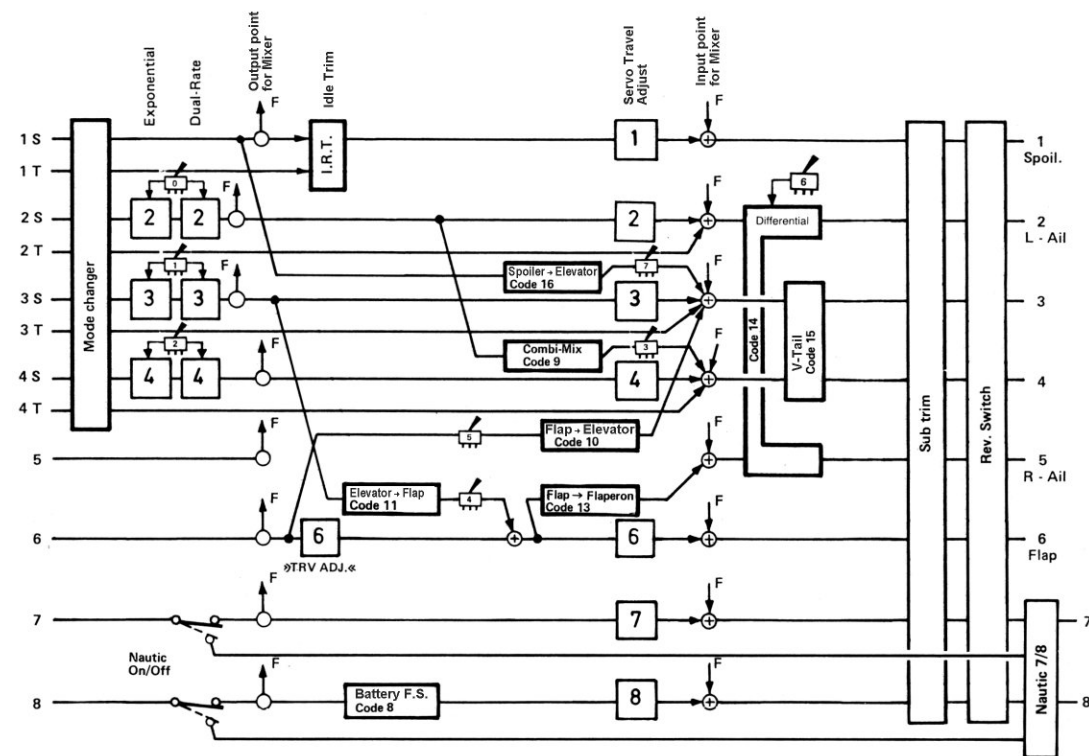 Exponential
Dual-Rate
Output point
for Mixer
Idle Trim
Servo Travel
Adjust
Input point
for Mixer
F
F
1 S
1 T
Mode changer
I.R.T.
1
1
Spoil.
0
F
F
6
2 S
2
2
2
Differential
2
L - Ail
2 T
1
F
Spoiler → Elevator
Code 16
7
F
3 S
3
3
3
3
3 T
2
F
Combi-Mix
Code 9
3
F
Code 14
V-Tail
Code 15
4 S
4
4
4
4
4 T
F
5
Flap → Elevator
Code 10
F
5
5
R - Ail
F
Elevator → Flap
Code 11
4
Flap → Flaperon
Code 13
F
6
6
6
6
Flap
»TRV ADJ.«
Sub trim
Rev. Switch
F
F
7
7
7
Nautic
On/Off
F
F
Nautic 7/8
8
Battery F.S.
Code 8
8
8